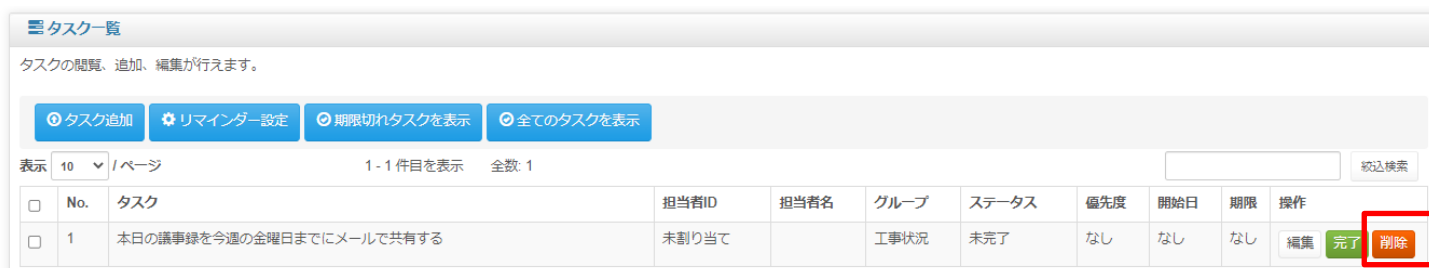 タスク一覧
タスクの閲覧、追加、編集が行えます。
タスク追加 リマインダー設定 期限切れタスクを表示 全てのタスクを表示
表示 10 / ページ 1 - 1 件目を表示 全数: 1 絞込検索
No. タスク 担当者ID 担当者名 グループ ステータス 優先度 開始日 期限 操作
1 本日の議事録を今週の金曜日までにメールで共有する 未割り当て 工事状況 未完了 なし なし なし 編集 完了 削除